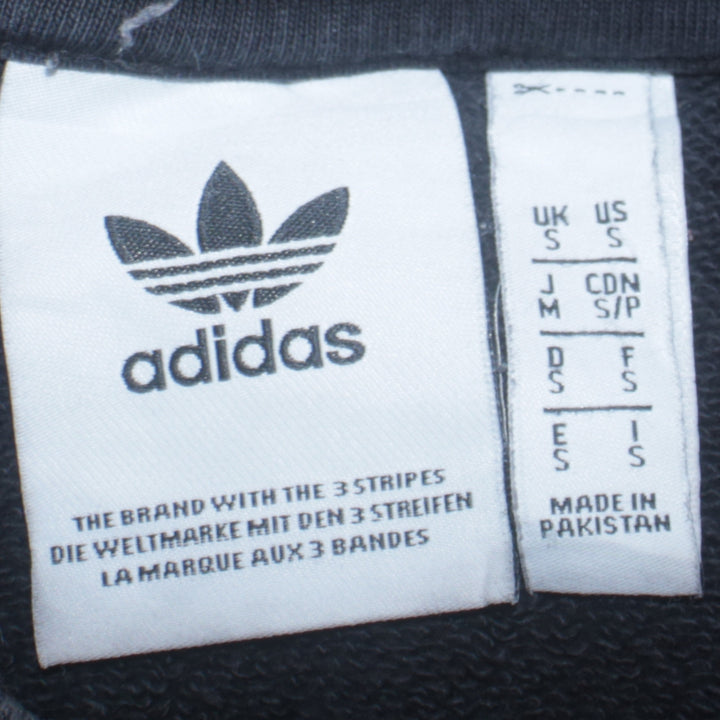 adidas
THE BRAND WITH THE 3 STRIPES
DIE WELTMARKE MIT DEN 3 STREIFEN
LA MARQUE AUX 3 BANDES
UK US
S S
J CDN
M S/P
D F
S S
E I
S S
MADE IN
PAKISTAN